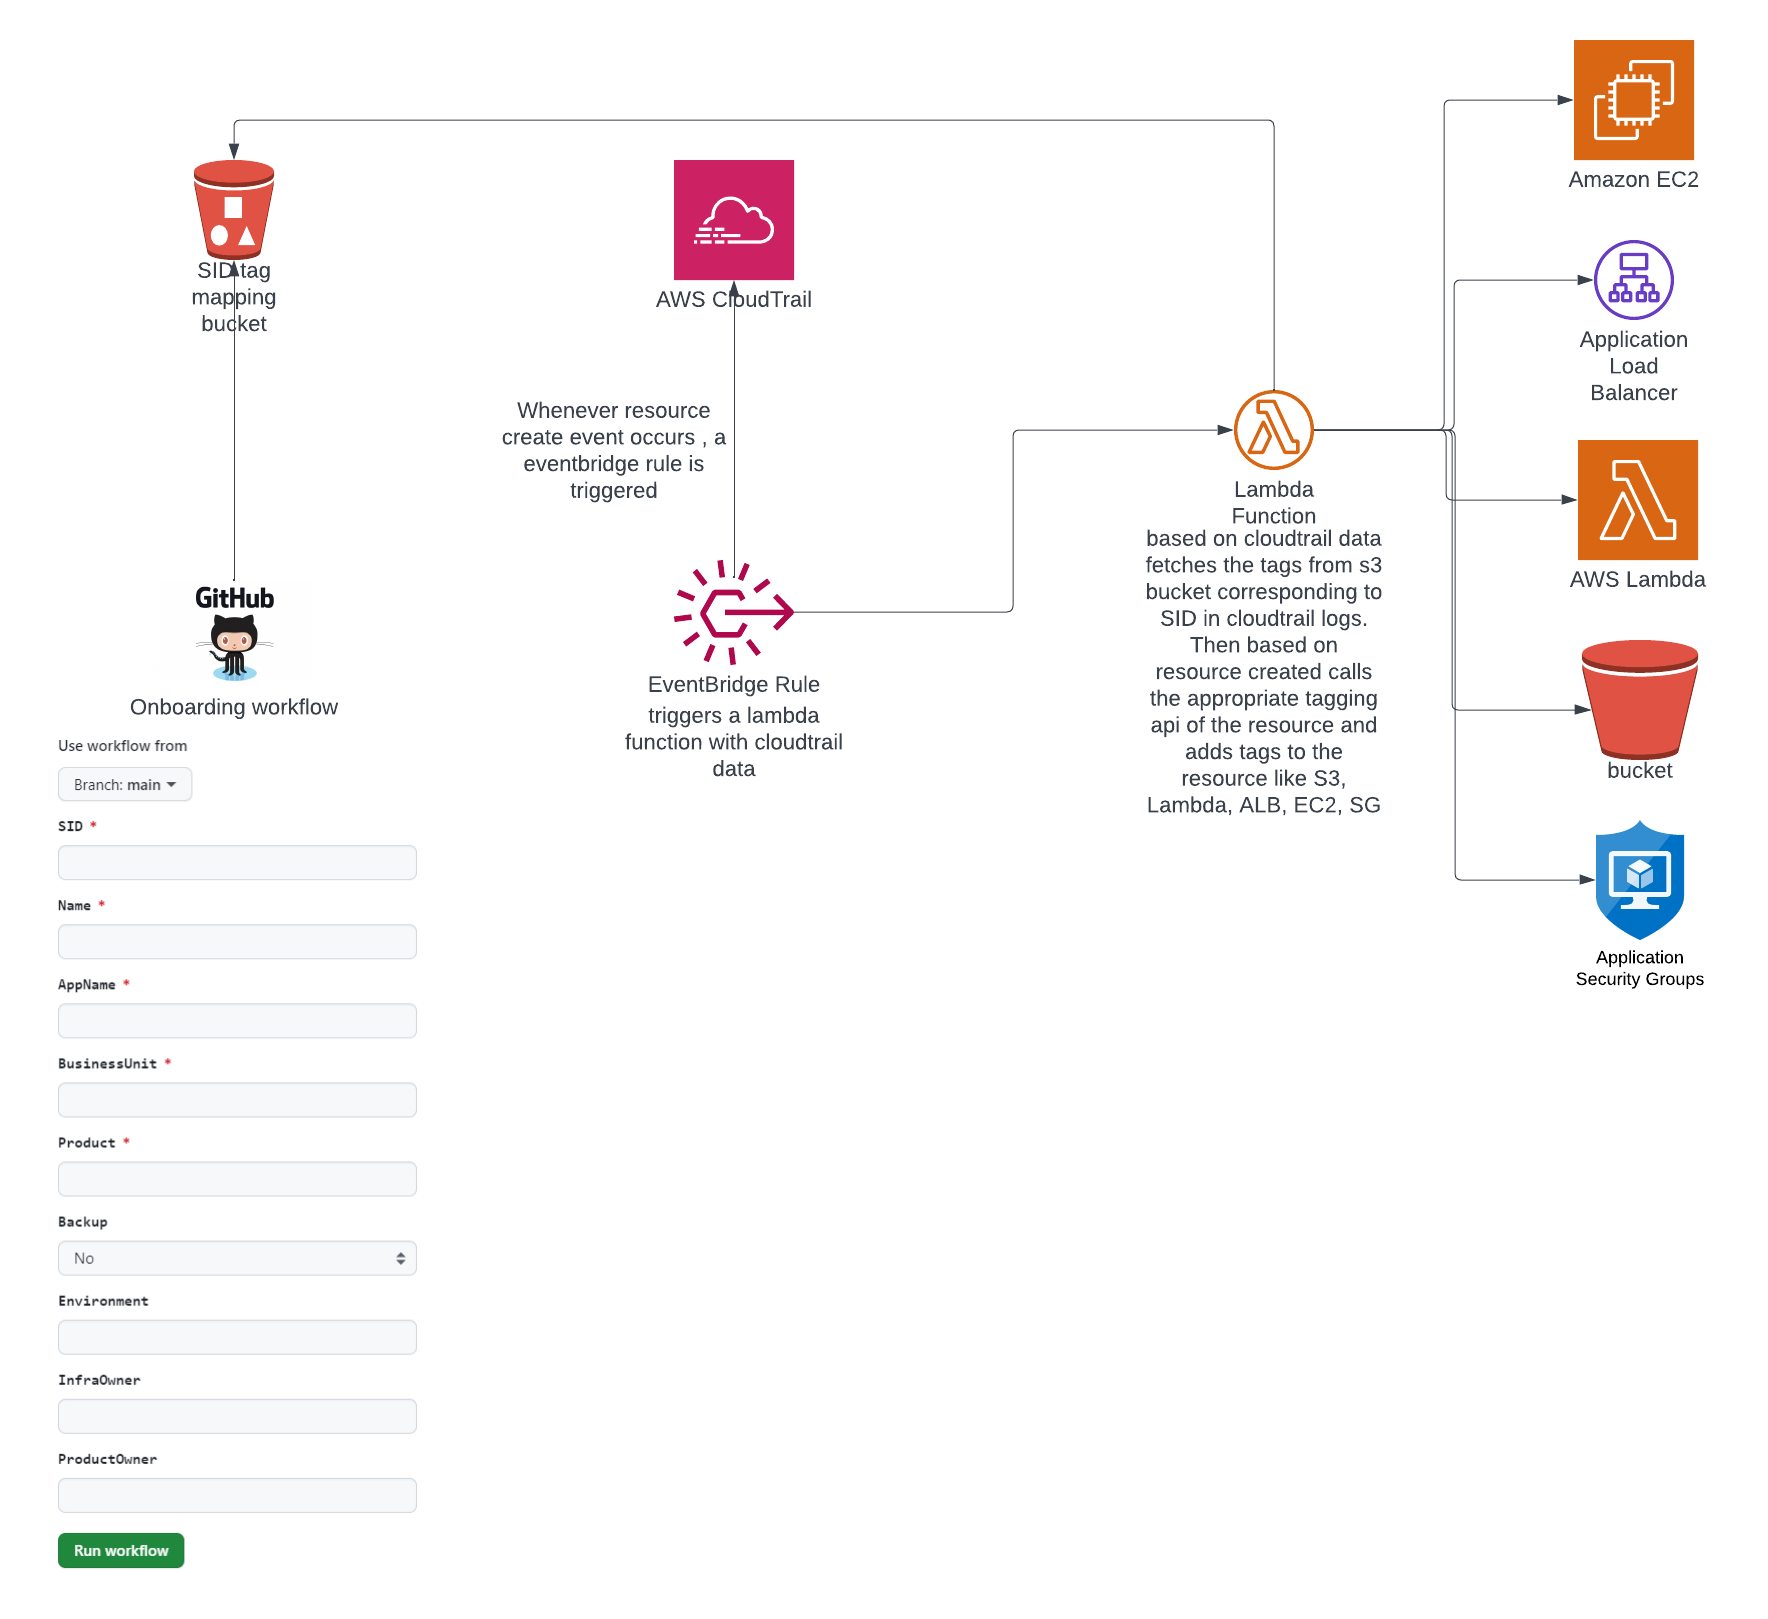 SID tag
mapping
bucket
GitHub
Onboarding workflow
Use workflow from
Branch: main
SID *
Name *
AppName *
BusinessUnit *
Product *
Backup
No
Environment
InfraOwner
ProductOwner
Run workflow
AWS CloudTrail
Whenever resource
create event occurs , a
eventbridge rule is
triggered
EventBridge Rule
triggers a lambda
function with cloudtrail
data
Lambda
Function
based on cloudtrail data
fetches the tags from s3
bucket corresponding to
SID in cloudtrail logs.
Then based on
resource created calls
the appropriate tagging
api of the resource and
adds tags to the
resource like S3,
Lambda, ALB, EC2, SG
Amazon EC2
Application
Load
Balancer
AWS Lambda
bucket
Application
Security Groups